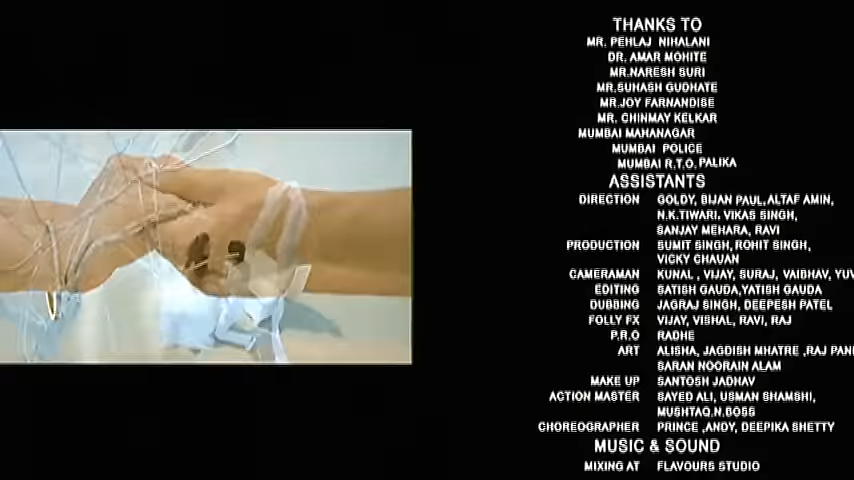 THANKS TO
MR. PEHLAJ NIHALANI
DR. AMAR MOHITE
MR.NARESH SURI
MR.SUHASH GUDHATE
MR.JOY FARNANDISE
MR. CHINMAY KELKAR
MUMBAI MAHANAGAR
MUMBAI POLICE
MUMBAI R.T.O. PALIKA
ASSISTANTS
DIRECTION GOLDY, BIJAN PAUL,ALTAF AMIN,
N.K.TIWARI. VIKAS SINGH,
SANJAY MEHARA, RAVI
PRODUCTION SUMIT SINGH, ROHIT SINGH,
VICKY CHAUAN
CAMERAMAN KUNAL , VIJAY, SURAJ, VAIBHAV, YUV
EDITING SATISH GAUDA,YATISH GAUDA
DUBBING JAGRAJ SINGH, DEEPESH PATEL
FOLLY FX VIJAY, VISHAL, RAVI, RAJ
P.R.O RADHE
ART ALISHA, JAGDISH MHATRE ,RAJ PAN
SARAN NOORAIN ALAM
MAKE UP SANTOSH JADHAV
ACTION MASTER SAYED ALI, USMAN SHAMSHI,
MUSHTAQ,N.BOSS
CHOREOGRAPHER PRINCE ,ANDY, DEEPIKA SHETTY
MUSIC & SOUND
MIXING AT FLAVOURS STUDIO